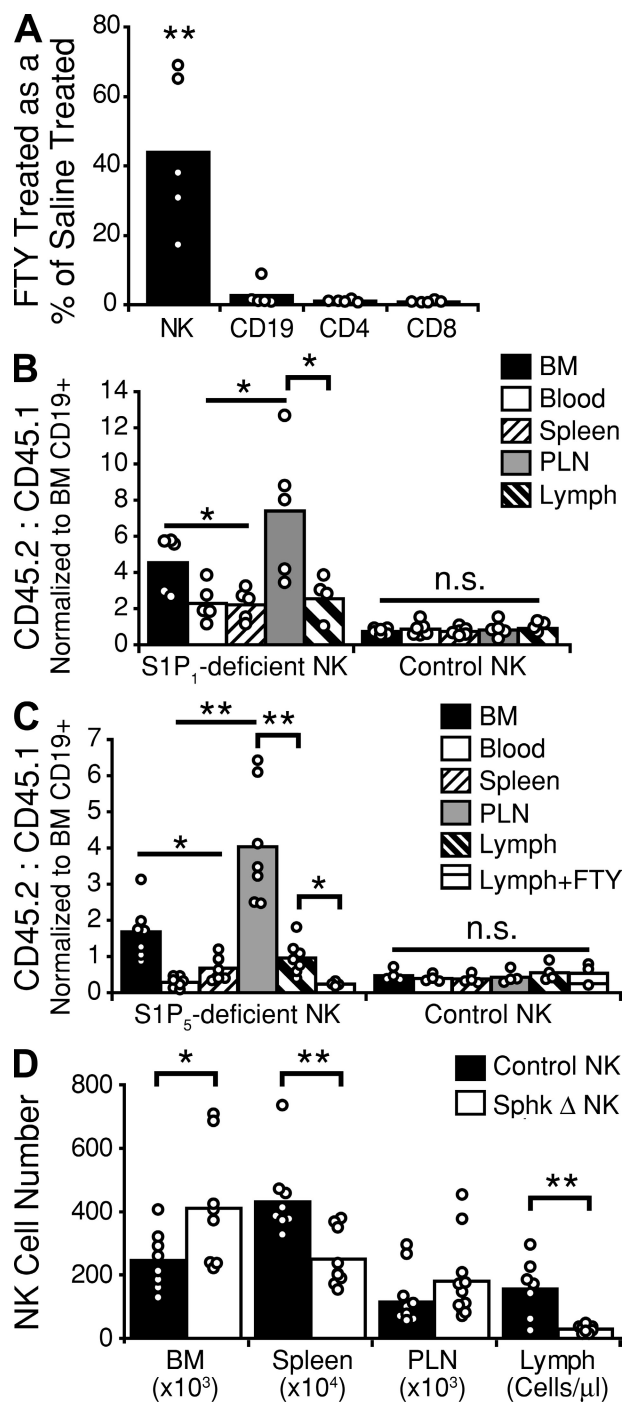 A
FTY Treated as a
% of Saline Treated
80
60
40
20
0
**
NK
CD19
CD4
CD8
B
CD45.2 : CD45.1
Normalized to BM CD19+
14
12
10
8
6
4
2
0
*
*
*
n.s.
BM
Blood
Spleen
PLN
Lymph
S1P₁-deficient NK
Control NK
C
CD45.2 : CD45.1
Normalized to BM CD19+
7
6
5
4
3
2
1
0
**
**
*
*
n.s.
BM
Blood
Spleen
PLN
Lymph
Lymph+FTY
S1P₅-deficient NK
Control NK
D
NK Cell Number
800
600
400
200
0
*
**
**
Control NK
Sphk Δ NK
BM
(x10³)
Spleen
(x10⁴)
PLN
(x10³)
Lymph
(Cells/µl)